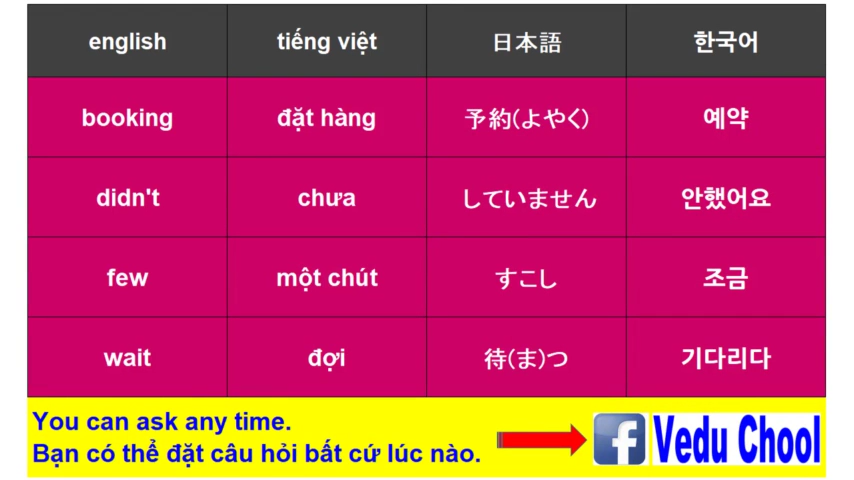 english tiếng việt 日本語 한국어
booking đặt hàng 予約(よやく) 예약
didn't chưa していません 안했어요
few một chút すこし 조금
wait đợi 待(ま)つ 기다리다
You can ask any time.
Bạn có thể đặt câu hỏi bất cứ lúc nào.
f Vedu Chool